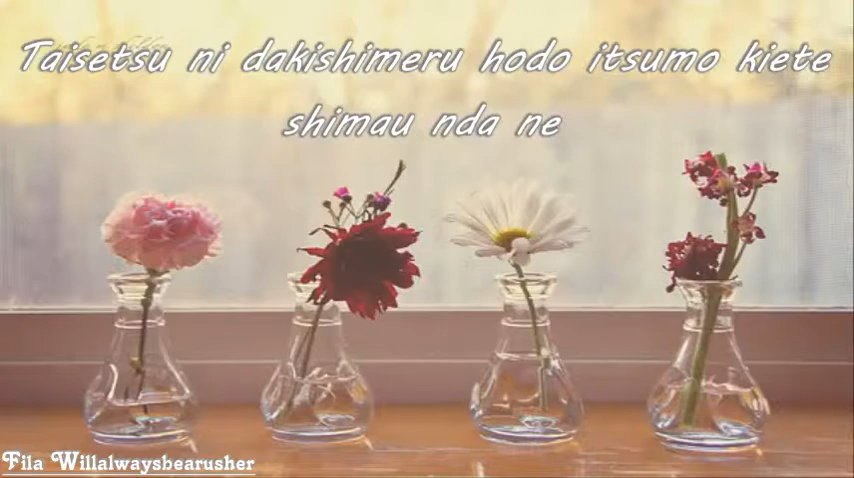 Taisetsu ni dakishimeru hodo itsumo kiete
shimau nda ne
Fila Willalwaysbearusher